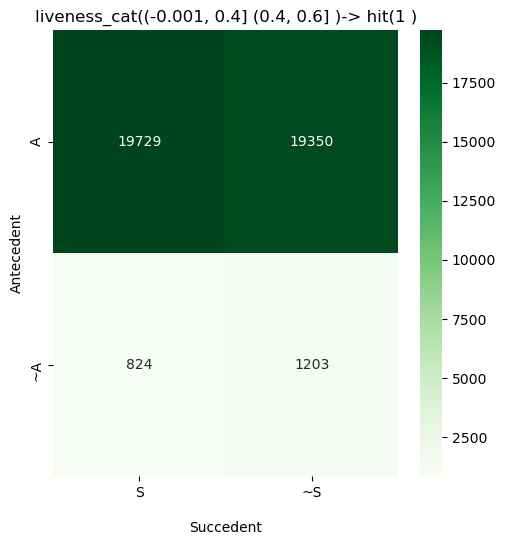 liveness_cat((-0.001, 0.4] (0.4, 0.6] )-> hit(1 )
A
19729
19350
~A
824
1203
S
~S
Antecedent
Succedent
17500
15000
12500
10000
7500
5000
2500